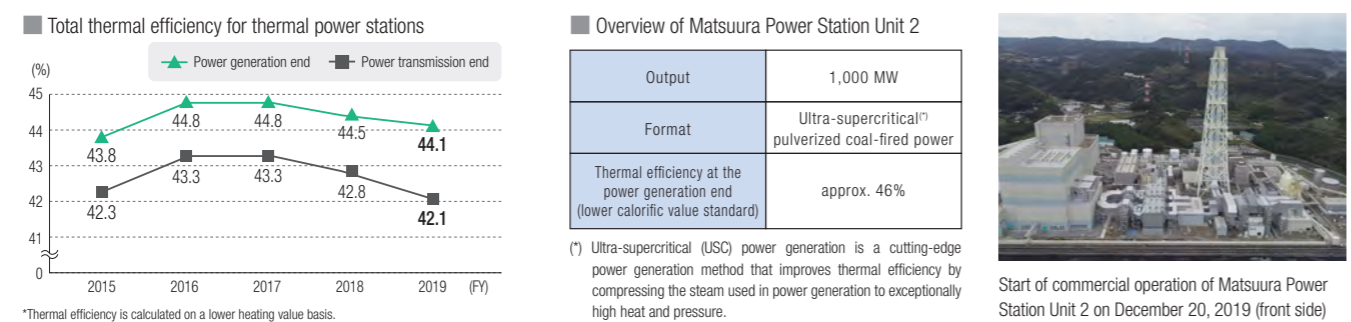 Total thermal efficiency for thermal power stations
Power generation end
Power transmission end
(%)
45
44
43
42
41
0
43.8
44.8
44.8
44.5
44.1
42.3
43.3
43.3
42.8
42.1
2015
2016
2017
2018
2019
(FY)
*Thermal efficiency is calculated on a lower heating value basis.
Overview of Matsuura Power Station Unit 2
Output
1,000 MW
Format
Ultra-supercritical(*)
pulverized coal-fired power
Thermal efficiency at the
power generation end
(lower calorific value standard)
approx. 46%
(*) Ultra-supercritical (USC) power generation is a cutting-edge
power generation method that improves thermal efficiency by
compressing the steam used in power generation to exceptionally
high heat and pressure.
Start of commercial operation of Matsuura Power
Station Unit 2 on December 20, 2019 (front side)